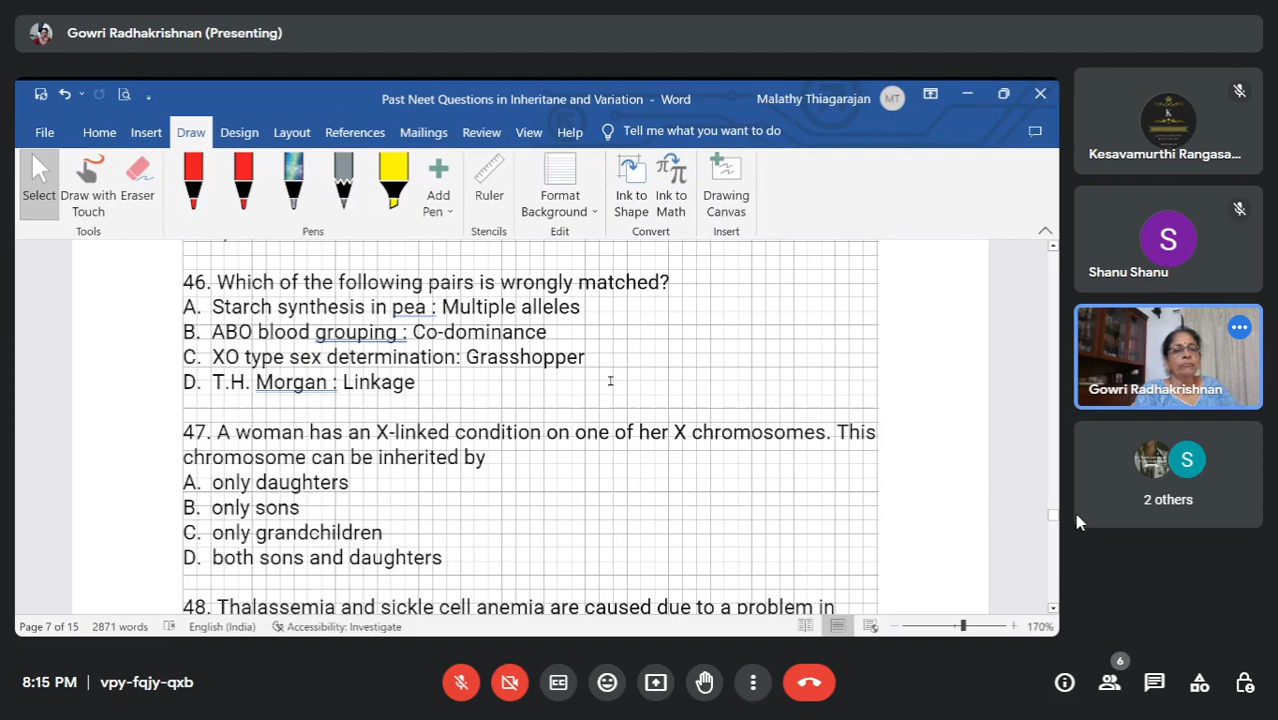 Gowri Radhakrishnan (Presenting)
Past Neet Questions in Inheritane and Variation - Word
Malathy Thiagarajan
MT
File Home Insert Draw Design Layout References Mailings Review View Help Tell me what you want to do
Select
Draw with Touch
Eraser
Add Pen
Ruler
Format Background
Ink to Shape
Ink to Math
Drawing Canvas
Tools Pens Stencils Edit Convert Insert
46. Which of the following pairs is wrongly matched?
A. Starch synthesis in pea : Multiple alleles
B. ABO blood grouping : Co-dominance
C. XO type sex determination: Grasshopper
D. T.H. Morgan : Linkage
47. A woman has an X-linked condition on one of her X chromosomes. This
chromosome can be inherited by
A. only daughters
B. only sons
C. only grandchildren
D. both sons and daughters
48. Thalassemia and sickle cell anemia are caused due to a problem in
Page 7 of 15 2871 words English (India) Accessibility: Investigate 170%
K
Kesavamurthi Rangasa...
S
Shanu Shanu
Gowri Radhakrishnan
S
2 others
8:15 PM | vpy-fqjy-qxb
6